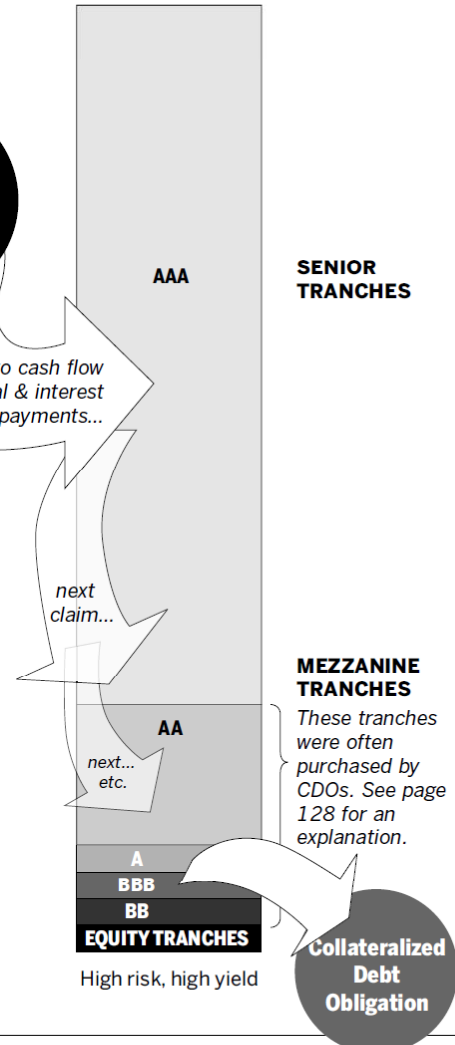 AAA
SENIOR
TRANCHES
cash flow
& interest
payments...
next
claim...
MEZZANINE
TRANCHES
These tranches
were often
purchased by
CDOs. See page
128 for an
explanation.
AA
next...
etc.
A
BBB
BB
EQUITY TRANCHES
High risk, high yield
Collateralized
Debt
Obligation